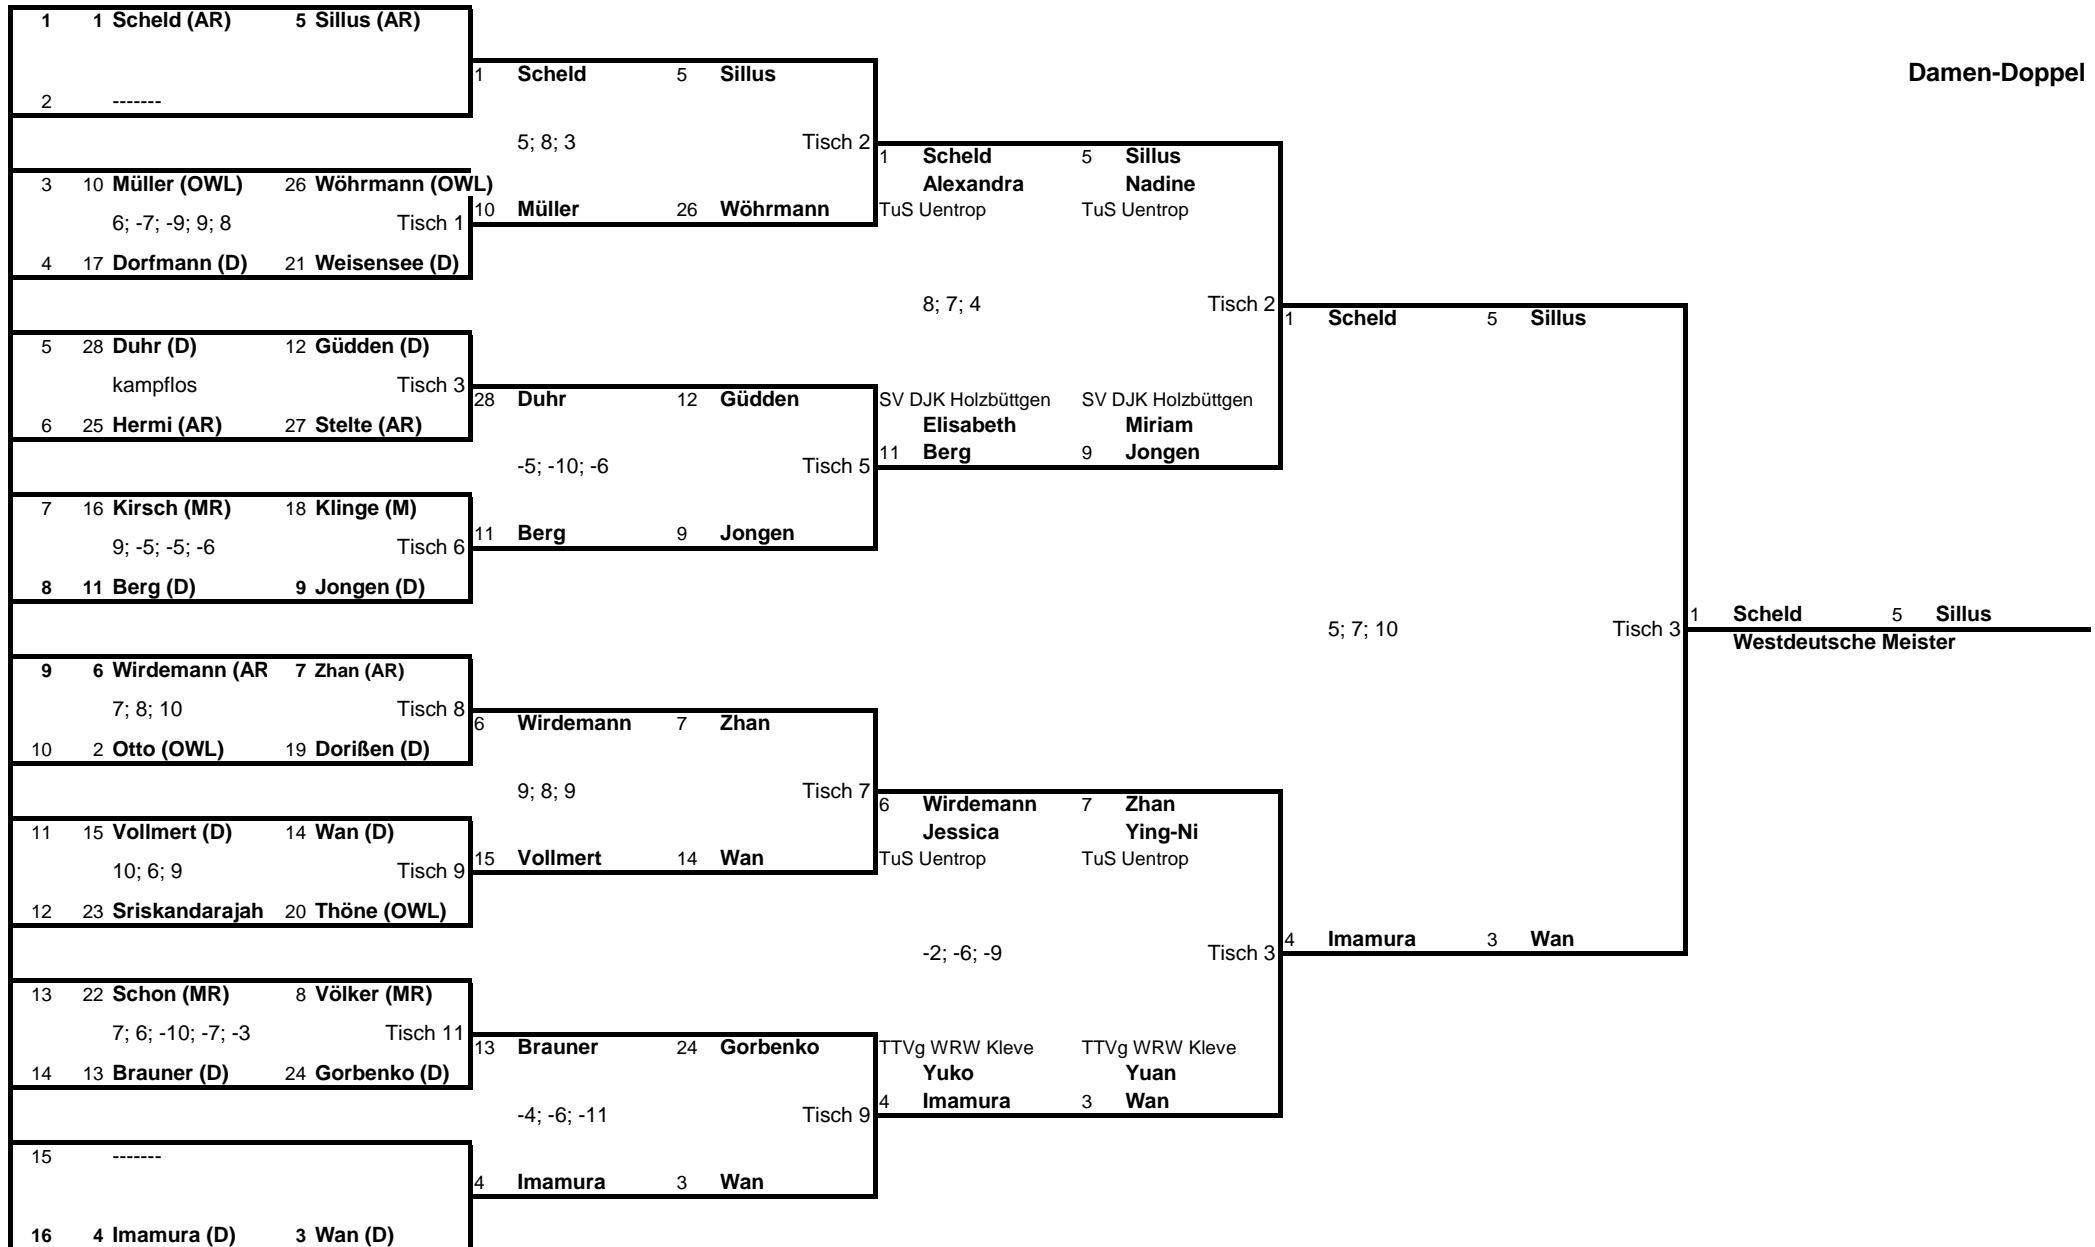 Damen-Doppel
1 1 Scheld (AR) 5 Sillus (AR)
2 -------
3 10 Müller (OWL) 26 Wöhrmann (OWL)
6; -7; -9; 9; 8 Tisch 1
4 17 Dorfmann (D) 21 Weisensee (D)
5 28 Duhr (D) 12 Güdden (D)
kampflos Tisch 3
6 25 Hermi (AR) 27 Stelte (AR)
7 16 Kirsch (MR) 18 Klinge (M)
9; -5; -5; -6 Tisch 6
8 11 Berg (D) 9 Jongen (D)
9 6 Wirdemann (AR 7 Zhan (AR)
7; 8; 10 Tisch 8
10 2 Otto (OWL) 19 Dorißen (D)
11 15 Vollmert (D) 14 Wan (D)
10; 6; 9 Tisch 9
12 23 Sriskandarajah 20 Thöne (OWL)
13 22 Schon (MR) 8 Völker (MR)
7; 6; -10; -7; -3 Tisch 11
14 13 Brauner (D) 24 Gorbenko (D)
15 -------
16 4 Imamura (D) 3 Wan (D)
1 Scheld 5 Sillus
5; 8; 3 Tisch 2
10 Müller 26 Wöhrmann
28 Duhr 12 Güdden
-5; -10; -6 Tisch 5
11 Berg 9 Jongen
6 Wirdemann 7 Zhan
9; 8; 9 Tisch 7
15 Vollmert 14 Wan
13 Brauner 24 Gorbenko
-4; -6; -11 Tisch 9
4 Imamura 3 Wan
1 Scheld 5 Sillus
Alexandra Nadine
TuS Uentrop TuS Uentrop
8; 7; 4 Tisch 2
SV DJK Holzbüttgen SV DJK Holzbüttgen
Elisabeth Miriam
11 Berg 9 Jongen
6 Wirdemann 7 Zhan
Jessica Ying-Ni
TuS Uentrop TuS Uentrop
-2; -6; -9 Tisch 3
TTVg WRW Kleve TTVg WRW Kleve
Yuko Yuan
4 Imamura 3 Wan
1 Scheld 5 Sillus
5; 7; 10 Tisch 3
4 Imamura 3 Wan
1 Scheld 5 Sillus
Westdeutsche Meister